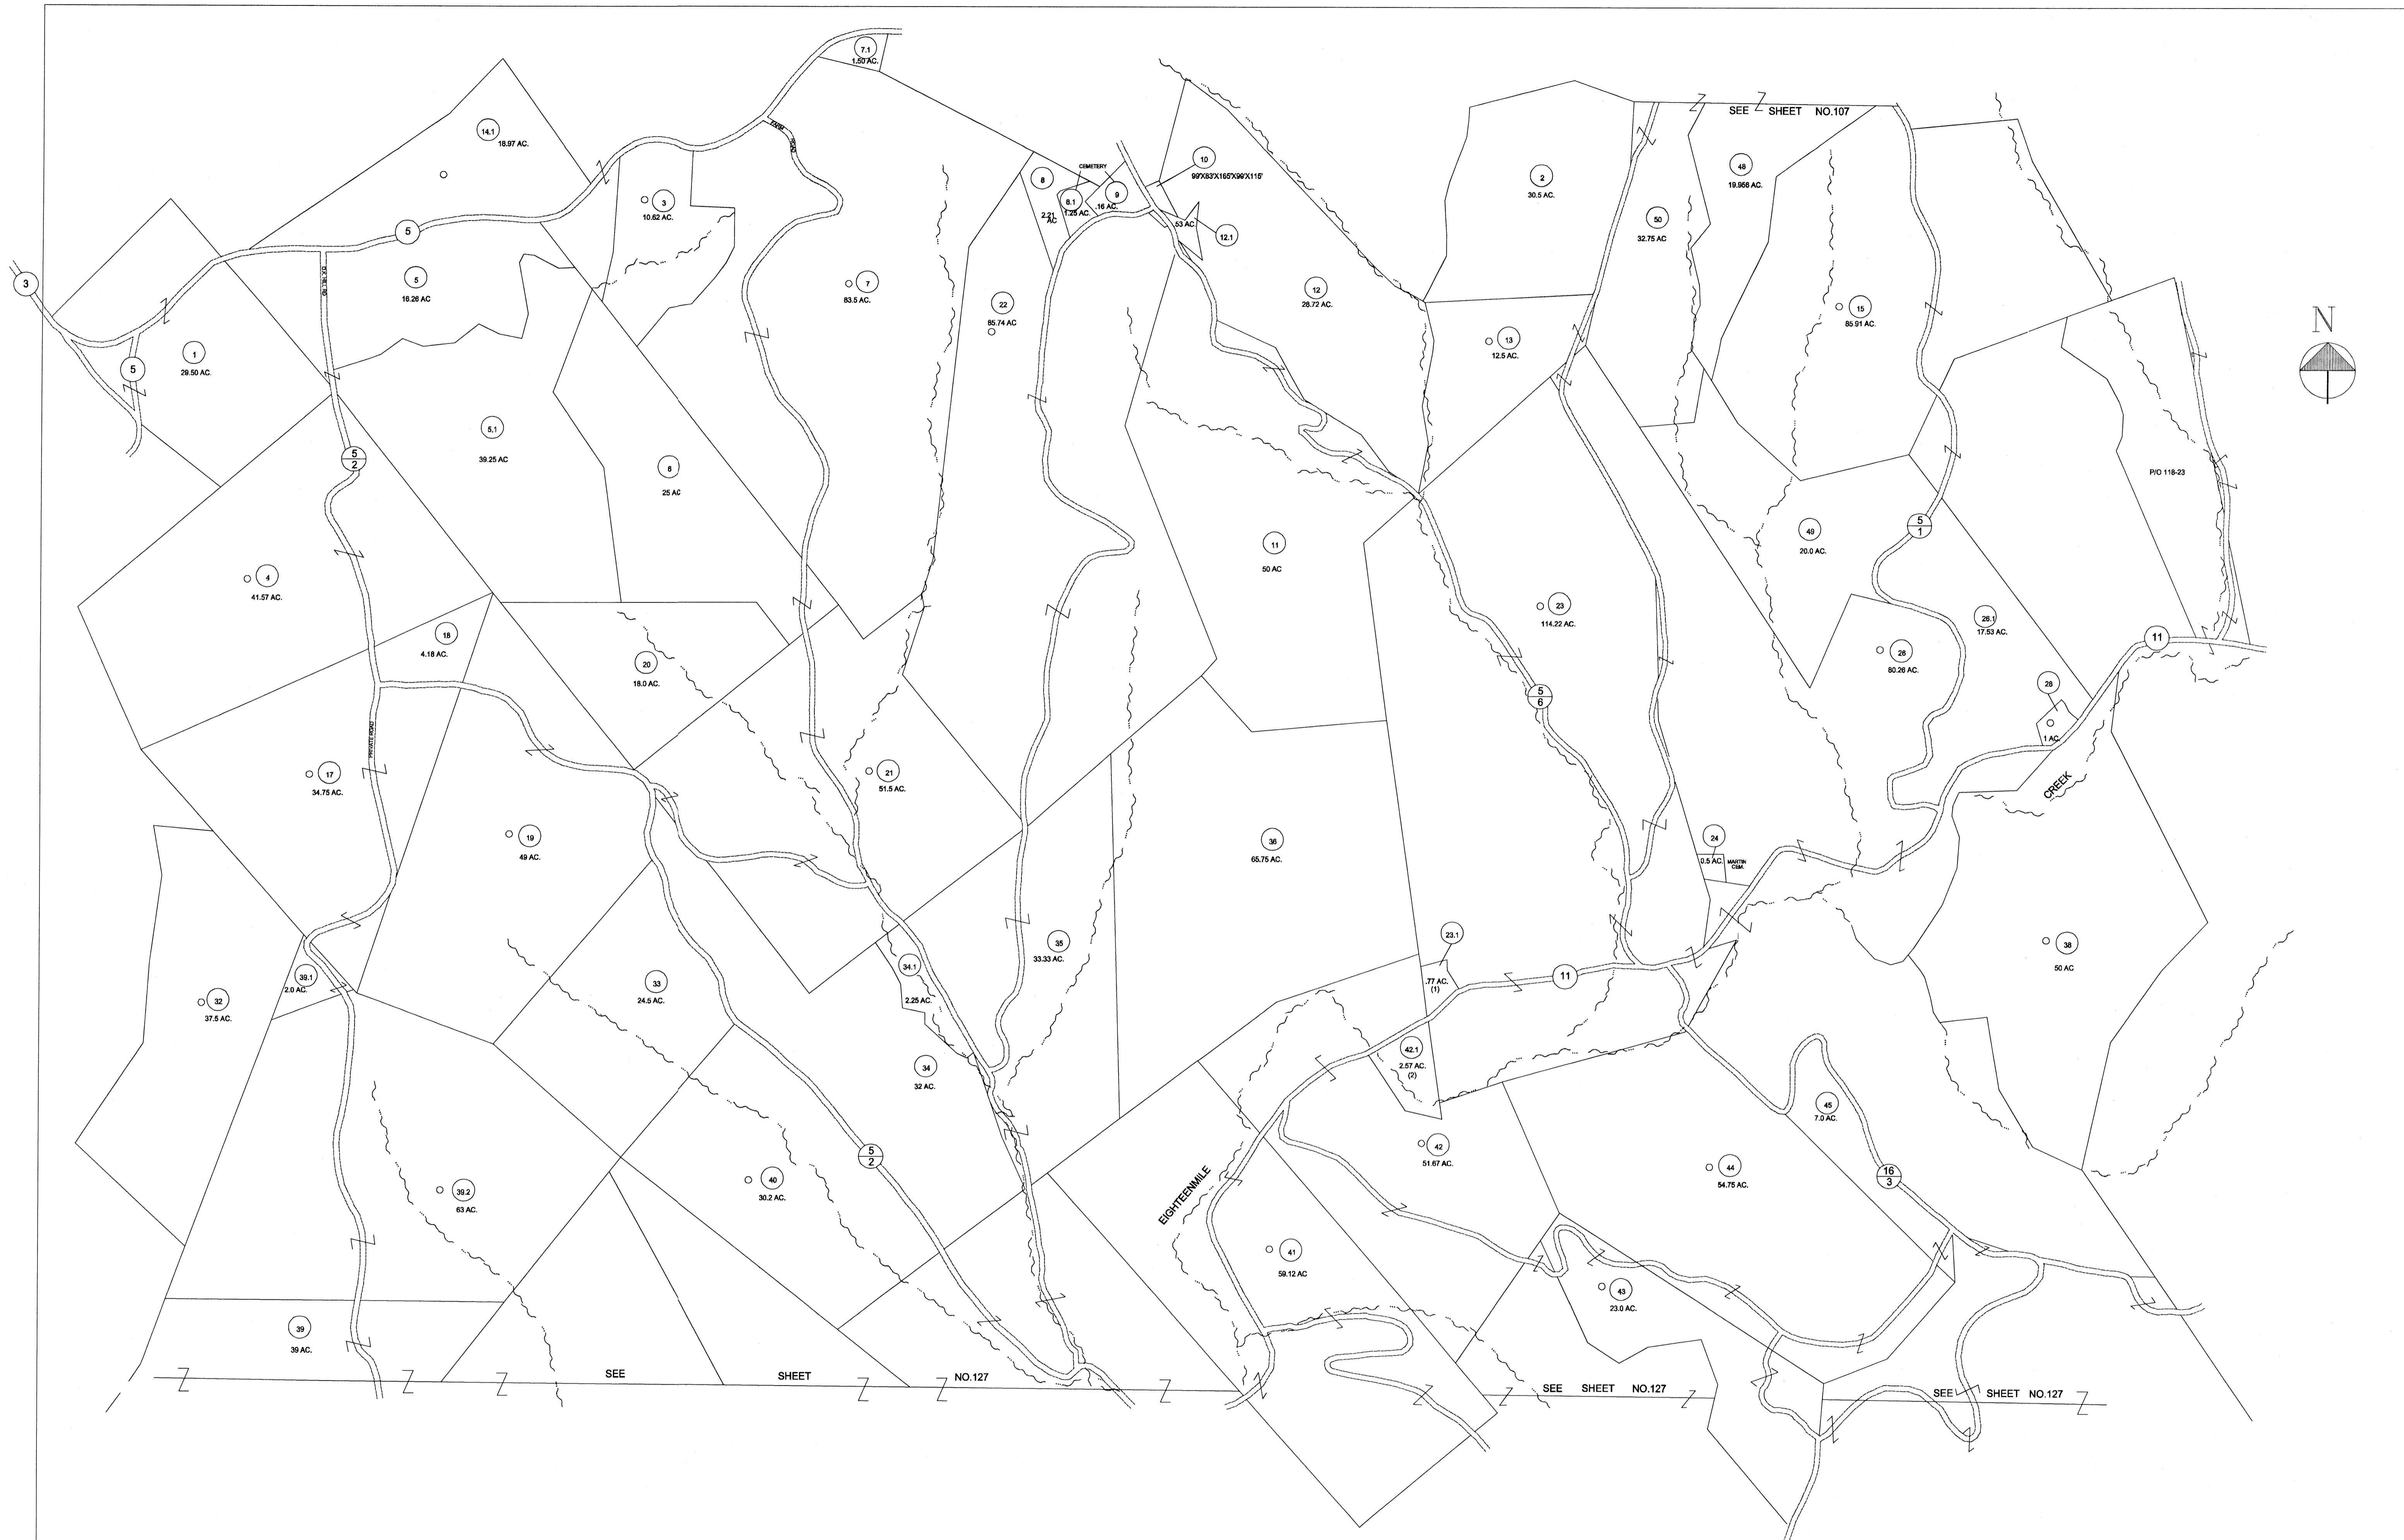 7.1
1.50 AC.
14.1
18.97 AC.
FARM
SEE SHEET NO.107
10
99'X83'X165'X99'X115'
CEMETERY
8
2.21 AC
8.1
1.25 AC.
9
.16 AC.
.53 AC.
12.1
2
30.5 AC.
48
19.956 AC.
50
32.75 AC
3
10.62 AC.
5
3
5
16.26 AC
7
83.5 AC.
22
85.74 AC
12
28.72 AC.
13
12.5 AC.
15
85.91 AC.
N
1
29.50 AC.
5
5.1
39.25 AC
5
2
6
25 AC
P/O 118-23
11
50 AC
49
20.0 AC.
5
1
4
41.57 AC.
18
4.18 AC.
20
18.0 AC.
23
114.22 AC.
26.1
17.53 AC.
11
28
80.26 AC.
28
1 AC.
5
6
PRIVATE ROAD
17
34.75 AC.
21
51.5 AC.
CREEK
19
49 AC.
36
65.75 AC.
24
0.5 AC.
MARTIN
CEM.
35
33.33 AC.
23.1
.77 AC.
(1)
11
38
50 AC
32
37.5 AC.
39.1
2.0 AC.
33
24.5 AC.
34.1
2.25 AC.
34
32 AC.
42.1
2.57 AC.
(2)
45
7.0 AC.
42
51.67 AC.
44
54.75 AC.
16
3
5
2
39.2
63 AC.
40
30.2 AC.
EIGHTEENMILE
41
59.12 AC
43
23.0 AC.
39
39 AC.
SEE SHEET NO.127
SEE SHEET NO.127
SEE SHEET NO.127